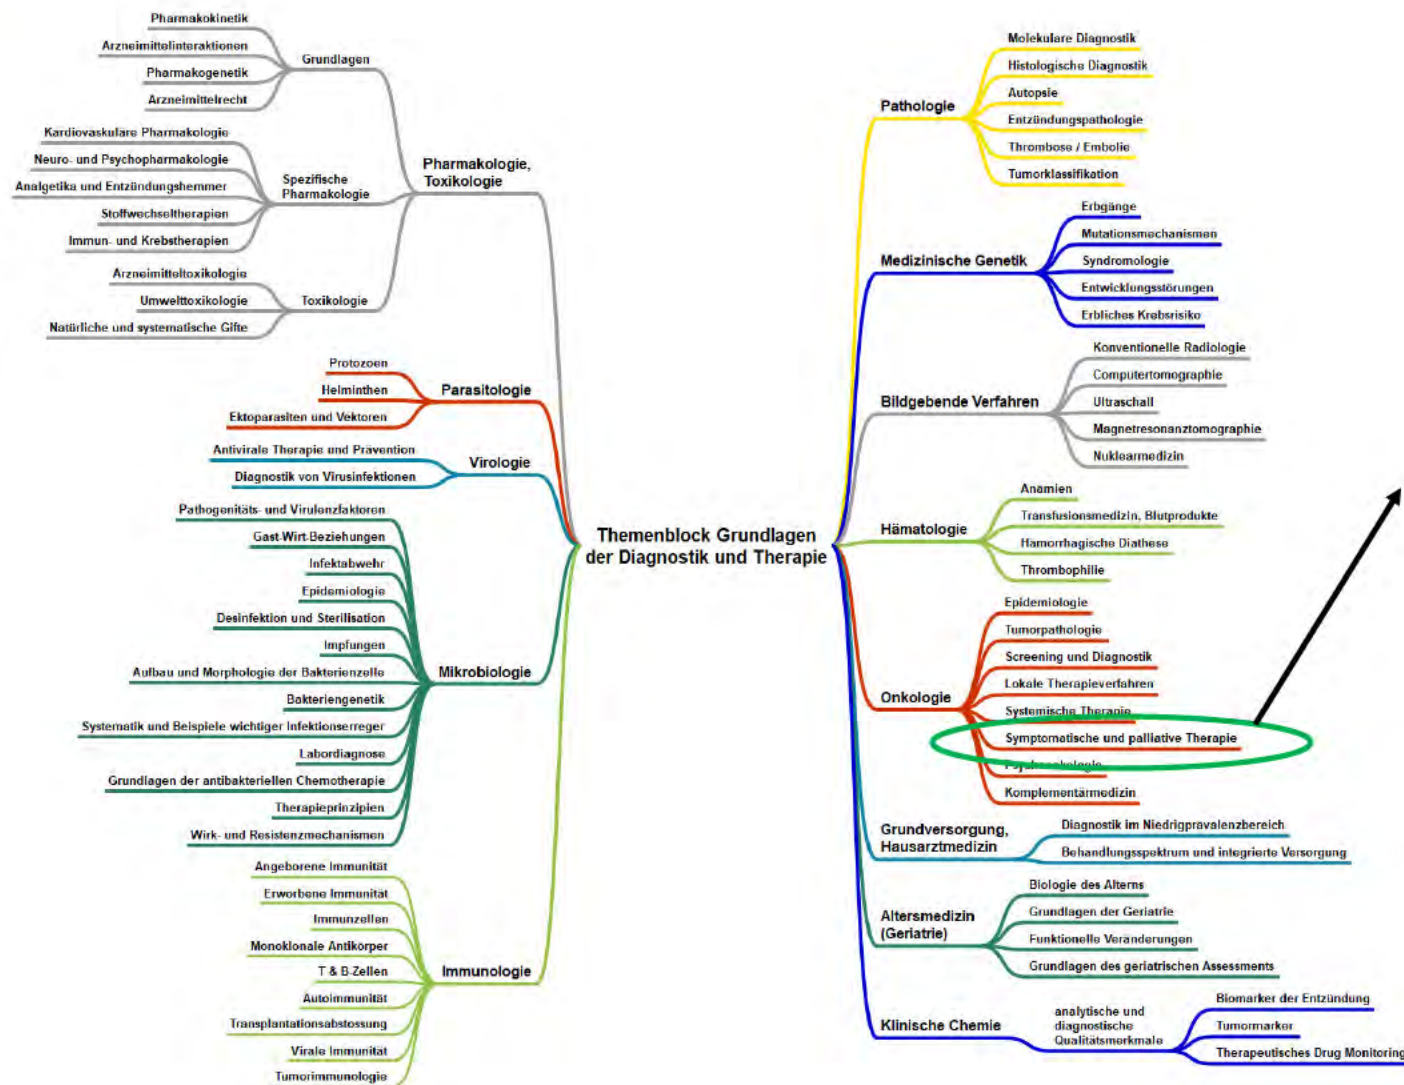 Pharmakokinetik
Arzneimittelinteraktionen
Pharmakogenetik
Arzneimittelrecht
Grundlagen
Kardiovaskulare Pharmakologie
Neuro- und Psychopharmakologie
Analgetika und Entzündungshemmer
Stoffwechseltherapien
Immun- und Krebstherapien
Spezifische
Pharmakologie
Arzneimitteltoxikologie
Umwelttoxikologie
Natürliche und systematische Gifte
Toxikologie
Pharmakologie,
Toxikologie
Protozoen
Helminthen
Ektoparasiten und Vektoren
Parasitologie
Antivirale Therapie und Prävention
Diagnostik von Virusinfektionen
Virologie
Pathogenitäts- und Virulenzfaktoren
Gast-Wirt-Beziehungen
Infektabwehr
Epidemiologie
Desinfektion und Sterilisation
Impfungen
Aufbau und Morphologie der Bakterienzelle
Bakteriengenetik
Systematik und Beispiele wichtiger Infektionserreger
Labordiagnose
Grundlagen der antibakteriellen Chemotherapie
Therapieprinzipien
Wirk- und Resistenzmechanismen
Mikrobiologie
Angeborene Immunität
Erworbene Immunität
Immunzellen
Monoklonale Antikörper
T & B-Zellen
Autoimmunität
Transplantationsabstossung
Virale Immunität
Tumorimmunologie
Immunologie
Themenblock Grundlagen
der Diagnostik und Therapie
Pathologie
Molekulare Diagnostik
Histologische Diagnostik
Autopsie
Entzündungspathologie
Thrombose / Embolie
Tumorklassifikation
Medizinische Genetik
Erbgänge
Mutationsmechanismen
Syndromologie
Entwicklungsstörungen
Erbliches Krebsrisiko
Bildgebende Verfahren
Konventionelle Radiologie
Computertomographie
Ultraschall
Magnetresonanztomographie
Nuklearmedizin
Hämatologie
Anämien
Transfusionsmedizin, Blutprodukte
Hämorrhagische Diathese
Thrombophilie
Onkologie
Epidemiologie
Tumorpathologie
Screening und Diagnostik
Lokale Therapieverfahren
Systemische Therapie
Symptomatische und palliative Therapie
Psychoonkologie
Komplementärmedizin
Grundversorgung,
Hausarztmedizin
Diagnostik im Niedrigprävalenzbereich
Behandlungsspektrum und integrierte Versorgung
Altersmedizin
(Geriatrie)
Biologie des Alterns
Grundlagen der Geriatrie
Funktionelle Veränderungen
Grundlagen des geriatrischen Assessments
Klinische Chemie
analytische und
diagnostische
Qualitätsmerkmale
Biomarker der Entzündung
Tumormarker
Therapeutisches Drug Monitoring